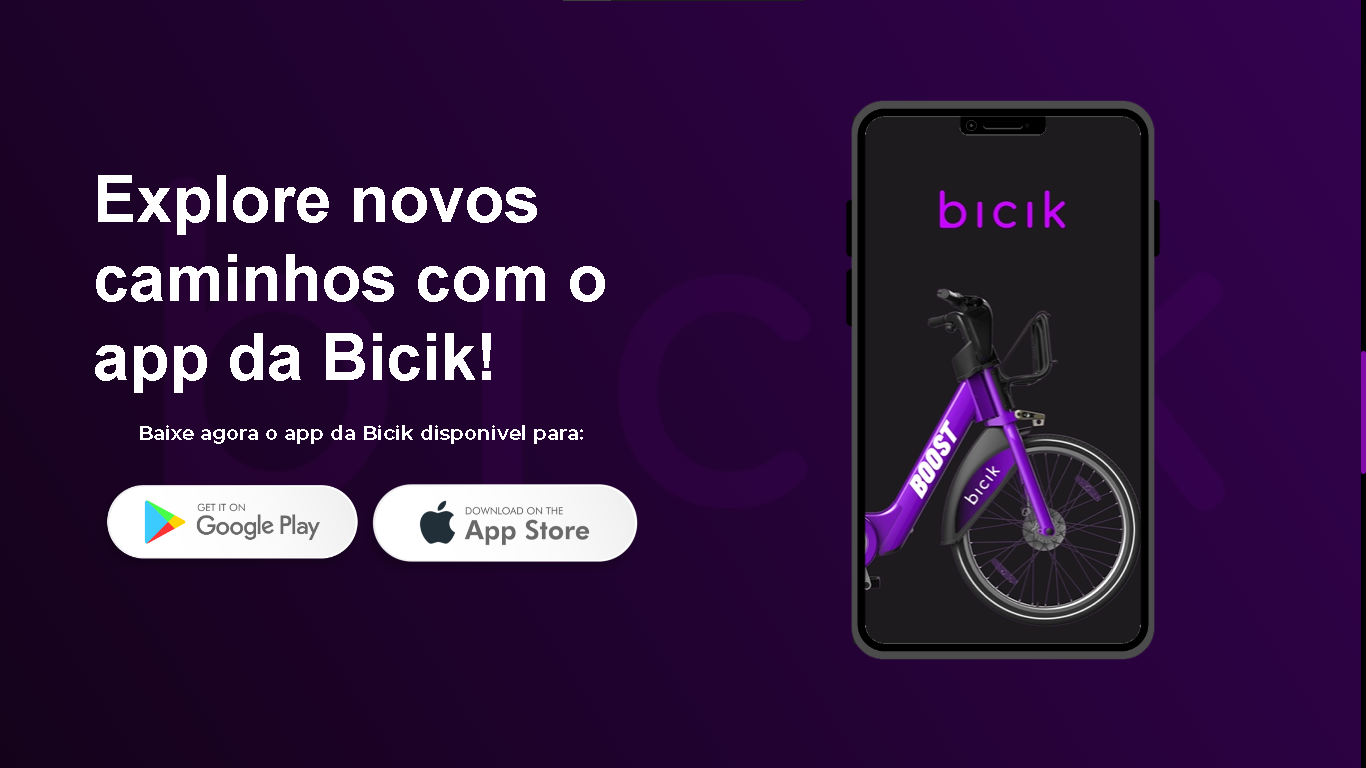 Explore novos
caminhos com o
app da Bicik!
Baixe agora o app da Bicik disponivel para:
GET IT ON
Google Play
DOWNLOAD ON THE
App Store
bicik
BOOST
bicik
bicik